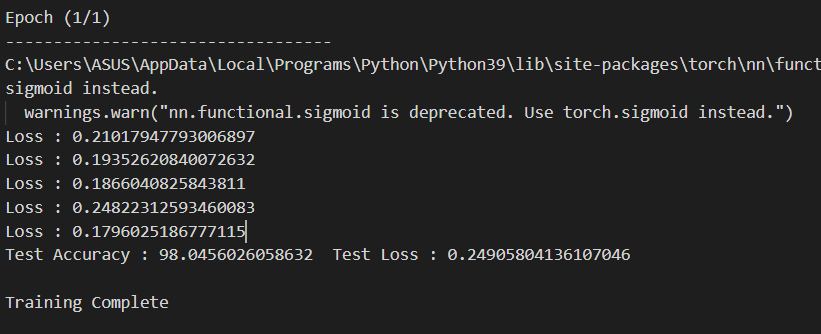 Epoch (1/1)
----------------------------------
C:\Users\ASUS\AppData\Local\Programs\Python\Python39\lib\site-packages\torch\nn\funct
sigmoid instead.
  warnings.warn("nn.functional.sigmoid is deprecated. Use torch.sigmoid instead.")
Loss : 0.21017947793006897
Loss : 0.19352620840072632
Loss : 0.1866040825843811
Loss : 0.24822312593460083
Loss : 0.1796025186777115
Test Accuracy : 98.0456026058632  Test Loss : 0.24905804136107046
Training Complete